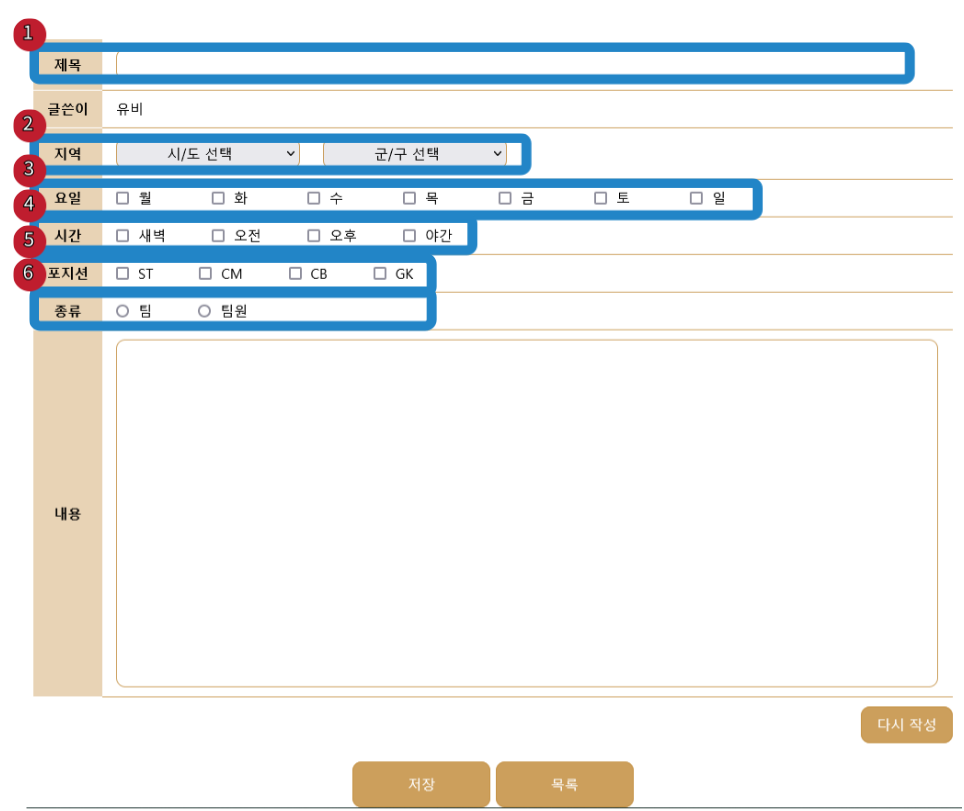 1
제목
글쓴이 유비
2
지역 시/도 선택 군/구 선택
3
요일 월 화 수 목 금 토 일
4
시간 새벽 오전 오후 야간
5
포지션 ST CM CB GK
6
종류 팀 팀원
내용
다시 작성
저장 목록